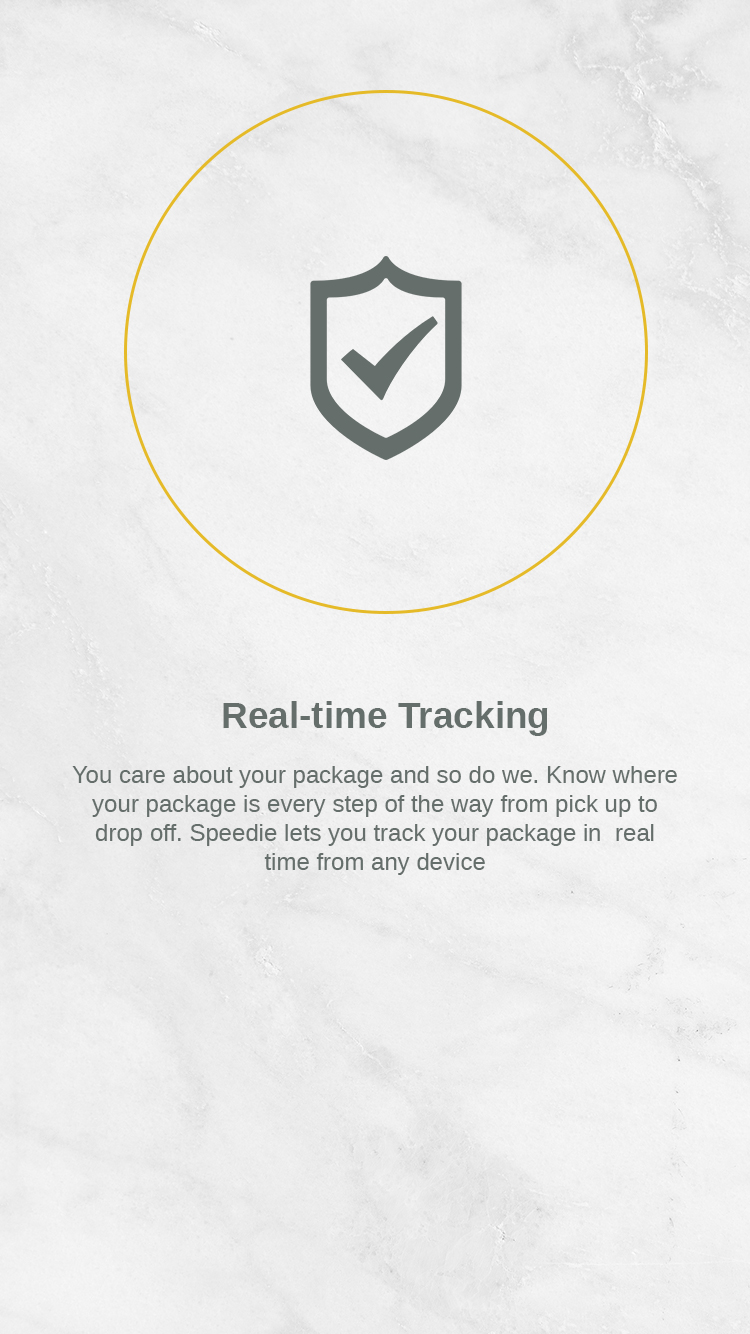 Real-time Tracking
You care about your package and so do we. Know where
your package is every step of the way from pick up to
drop off. Speedie lets you track your package in  real
time from any device